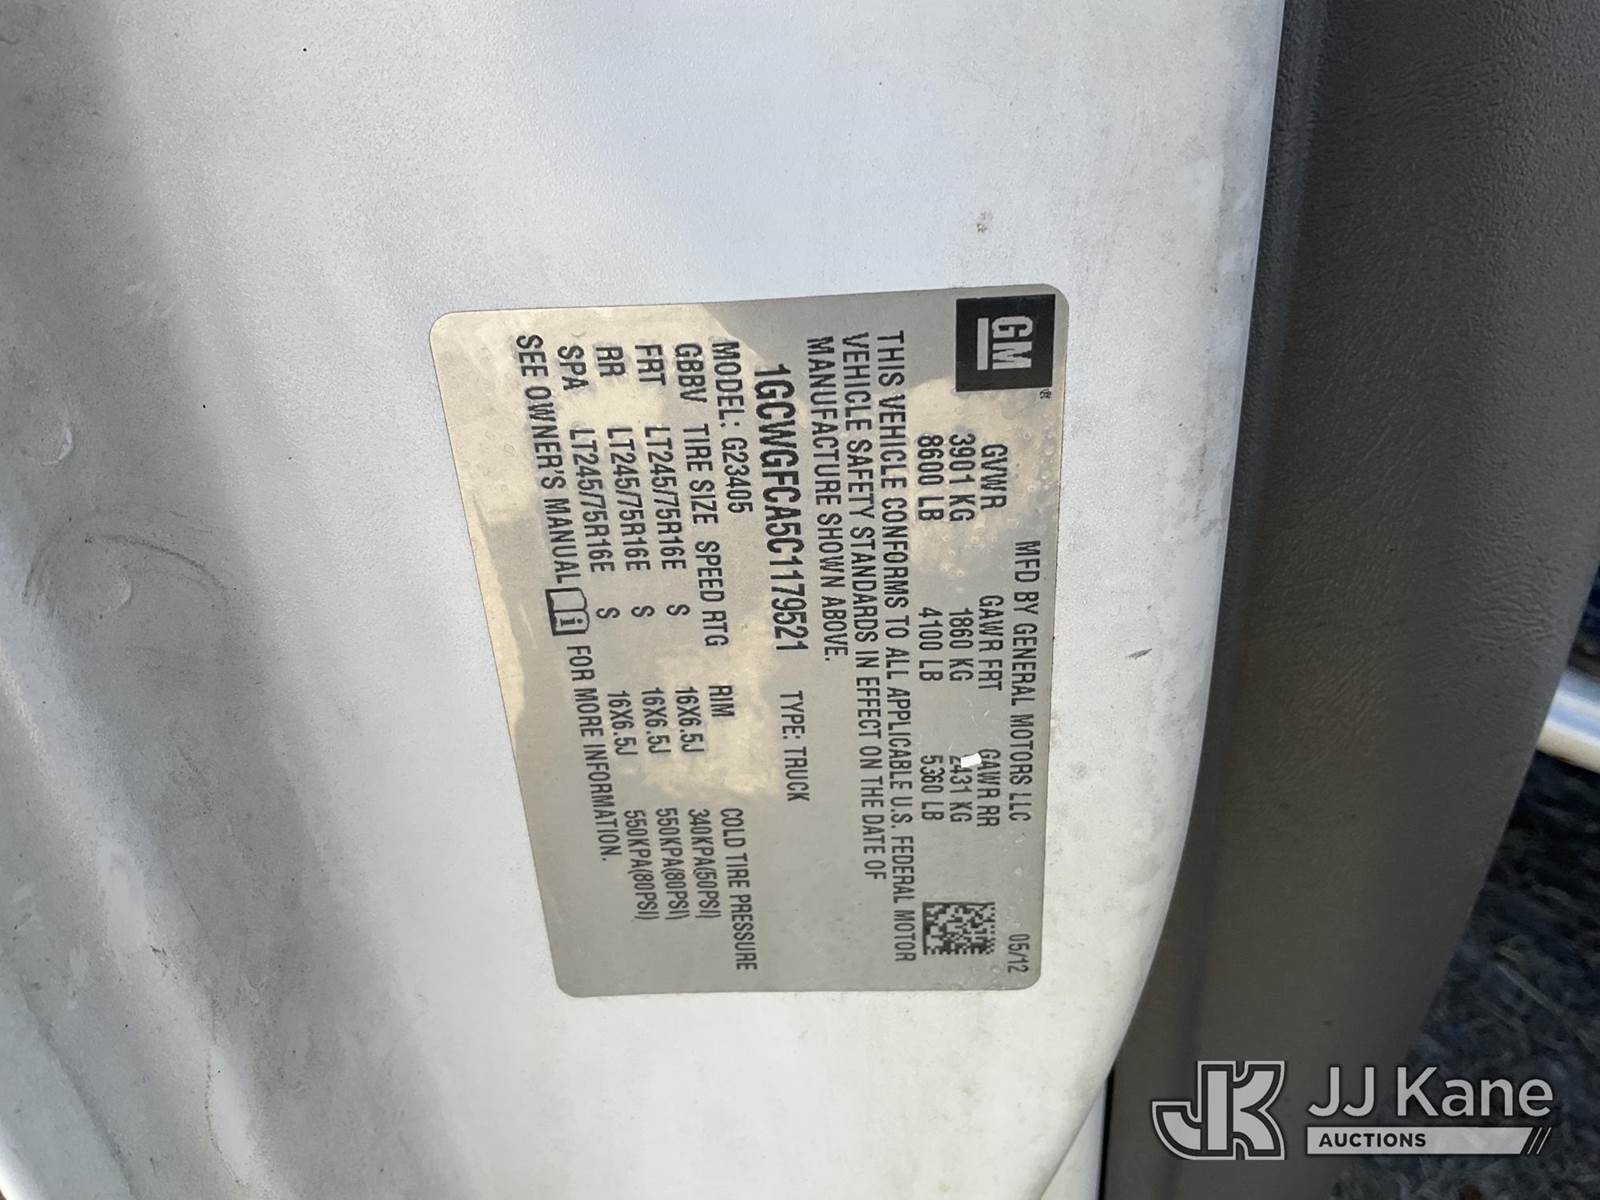 GM
MFD BY GENERAL MOTORS LLC 05/12
GVWR GAWR FRT GAWR RR
3901 KG 1860 KG 2431 KG
8600 LB 4100 LB 5360 LB
THIS VEHICLE CONFORMS TO ALL APPLICABLE U.S. FEDERAL MOTOR
VEHICLE SAFETY STANDARDS IN EFFECT ON THE DATE OF
MANUFACTURE SHOWN ABOVE.
1GCWGFCA5C1179521 TYPE: TRUCK
MODEL: G23405
GBBV TIRE SIZE SPEED RTG RIM COLD TIRE PRESSURE
FRT LT245/75R16E S 16X6.5J 340KPA(50PSI)
RR LT245/75R16E S 16X6.5J 550KPA(80PSI)
SPA LT245/75R16E S 16X6.5J 550KPA(80PSI)
SEE OWNER'S MANUAL FOR MORE INFORMATION.
JK JJ Kane
AUCTIONS